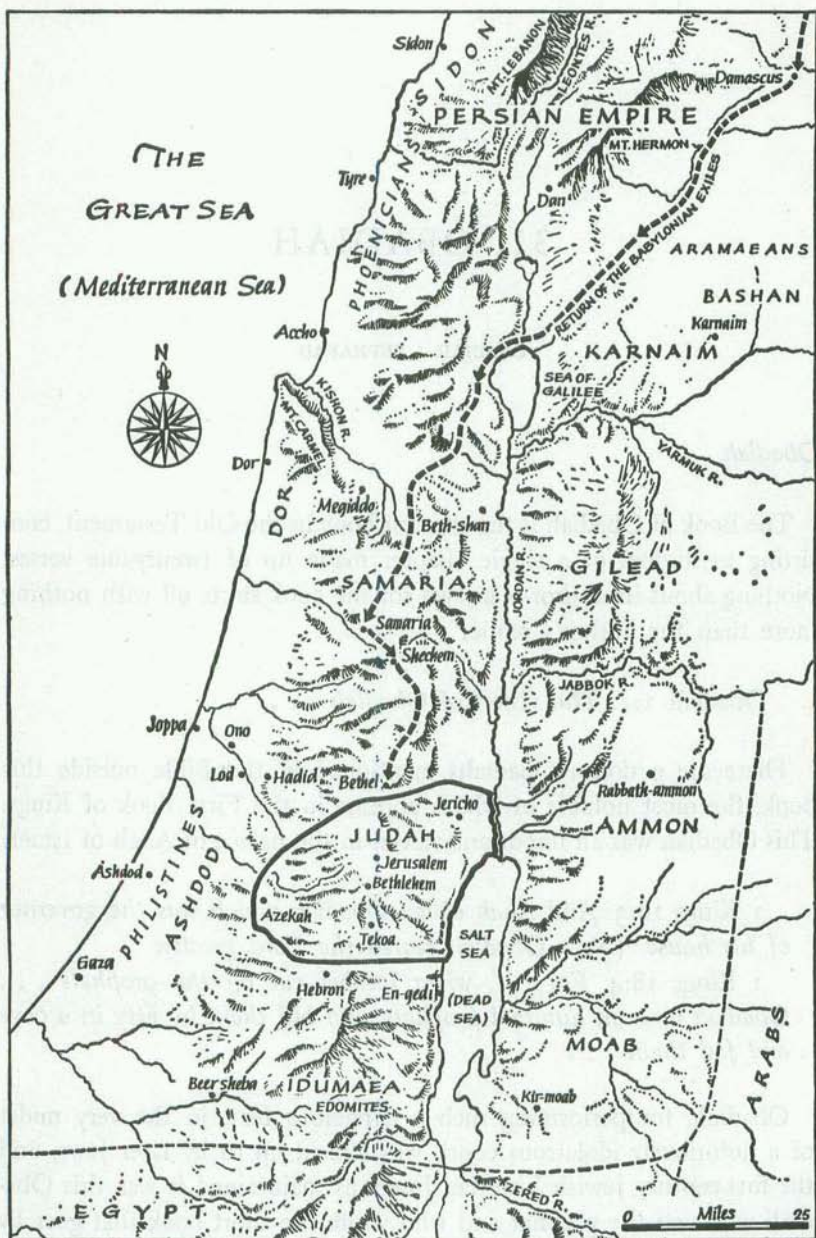 Sidon
SIDON
MT. LEBANON
LEONTES R.
Damascus
PERSIAN EMPIRE
THE
GREAT SEA
(Mediterranean Sea)
MT. HERMON
Tyre
PHOENICIANS
Dan
RETURN OF THE BABYLONIAN EXILES
ARAMAEANS
BASHAN
Karnaim
KARNAIM
Accho
N
SEA OF
GALILEE
KISHON R.
MT. CARMEL
YARMUK R.
Dor
DOR
Megiddo
Beth-shan
SAMARIA
GILEAD
JORDAN R.
Samaria
Shechem
JABBOK R.
Joppa
Ono
Lod
Hadid
Bethel
Rabbath-ammon
Jericho
JUDAH
AMMON
Jerusalem
Bethlehem
PHILISTINE
ASHDOD
Ashdod
Azekah
Tekoa
SALT
SEA
Gaza
Hebron
En-gedi
(DEAD
SEA)
MOAB
ARABS
Beersheba
IDUMAEA
EDOMITES
Kir-moab
EGYPT
ZERED R.
0 Miles 25